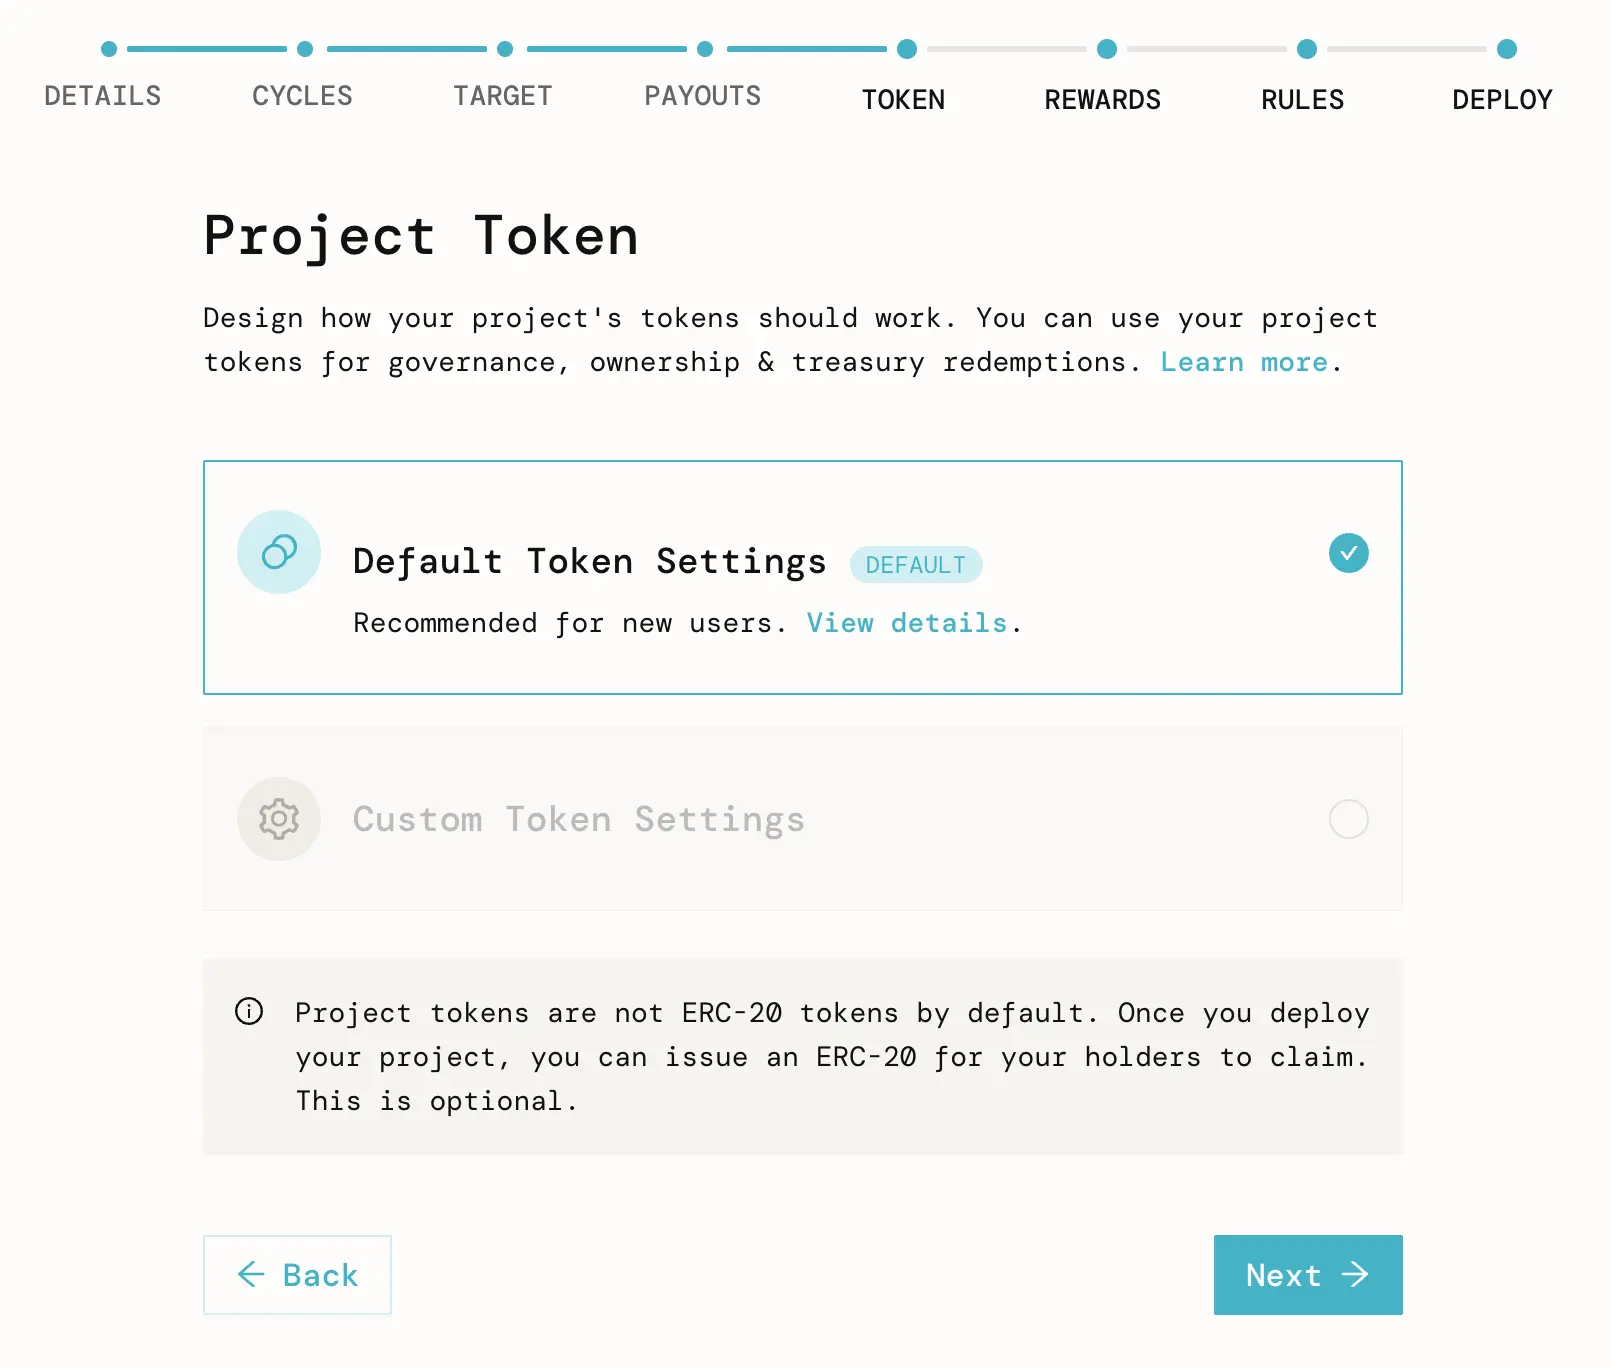 DETAILS CYCLES TARGET PAYOUTS TOKEN REWARDS RULES DEPLOY
Project Token
Design how your project's tokens should work. You can use your project
tokens for governance, ownership & treasury redemptions. Learn more.
Default Token Settings DEFAULT
Recommended for new users. View details.
Custom Token Settings
Project tokens are not ERC-20 tokens by default. Once you deploy
your project, you can issue an ERC-20 for your holders to claim.
This is optional.
← Back
Next →